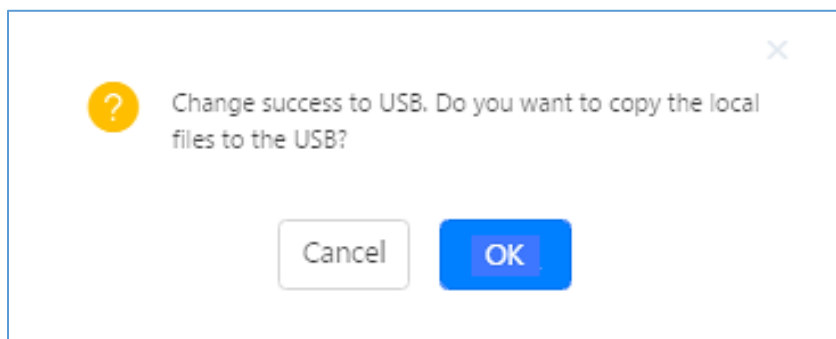 Change success to USB. Do you want to copy the local
files to the USB?
Cancel
OK